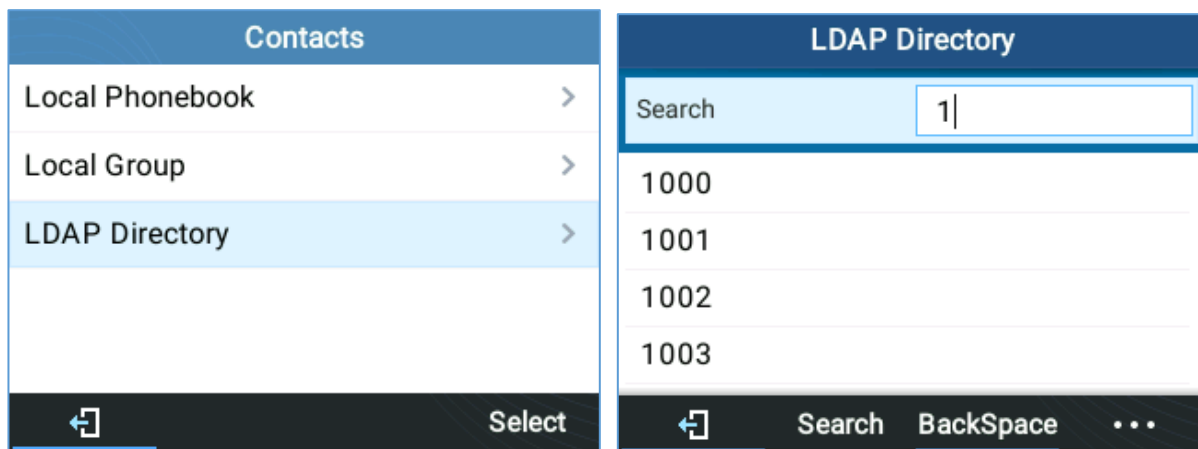 Contacts
Local Phonebook
Local Group
LDAP Directory
Select
LDAP Directory
Search 1
1000
1001
1002
1003
Search BackSpace ...